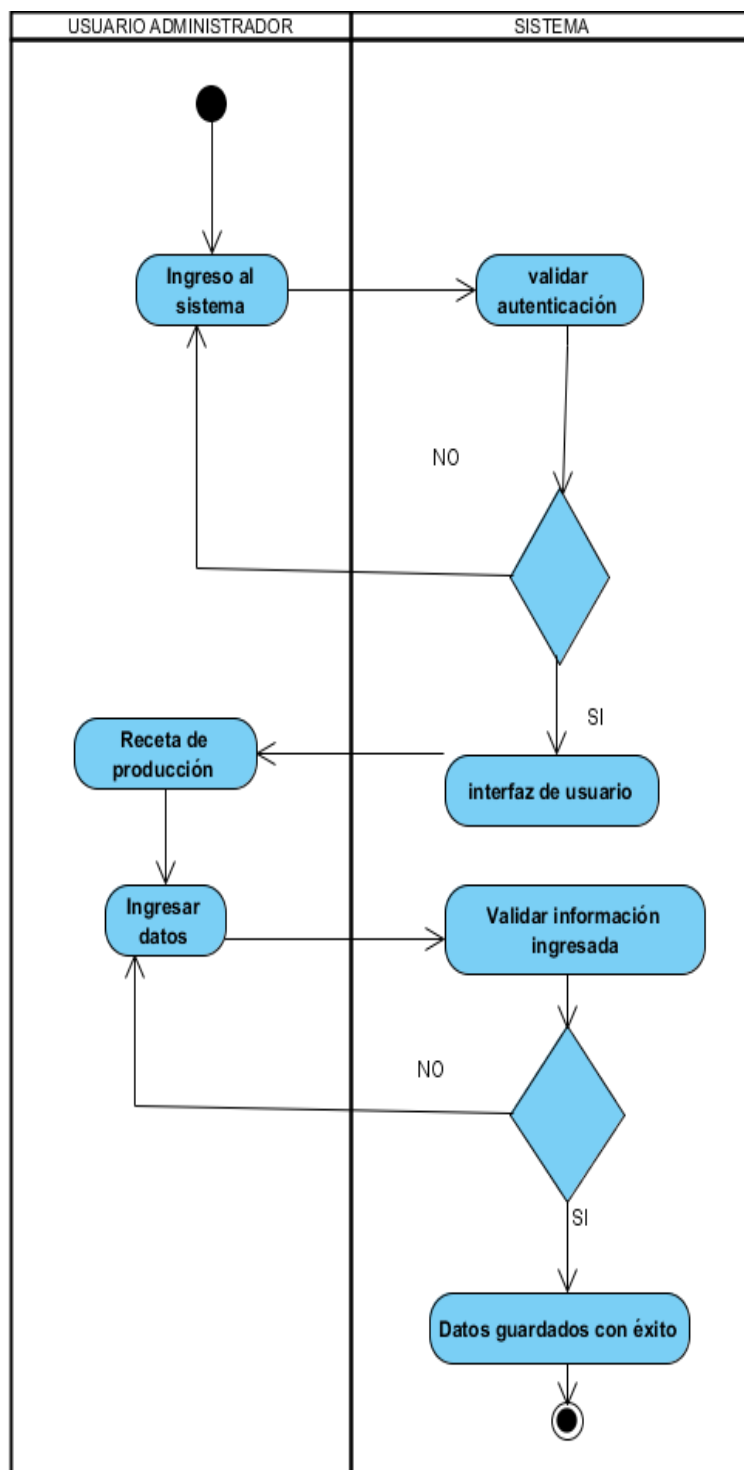 USUARIO ADMINISTRADOR
SISTEMA
Ingreso al
sistema
validar
autenticación
NO
SI
Receta de
producción
interfaz de usuario
Ingresar
datos
Validar información
ingresada
NO
SI
Datos guardados con éxito